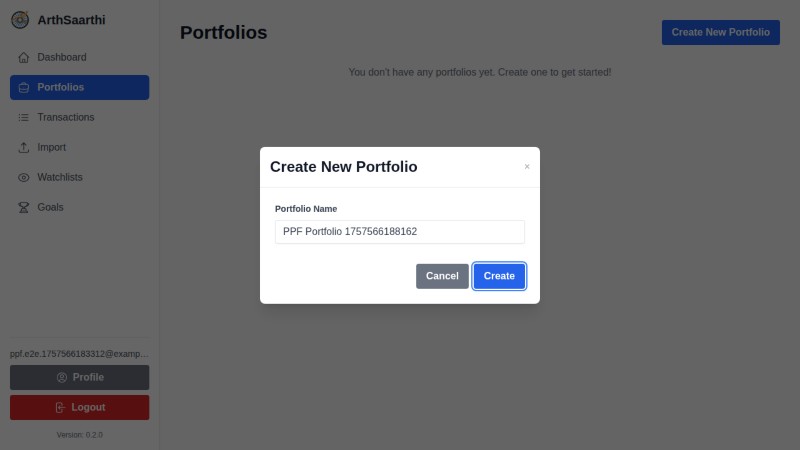 ArthSaarthi
Dashboard
Portfolios
Transactions
Import
Watchlists
Goals
ppf.e2e.1757566183312@examp...
Profile
Logout
Version: 0.2.0
Portfolios
Create New Portfolio
You don't have any portfolios yet. Create one to get started!
Create New Portfolio
×
Portfolio Name
PPF Portfolio 1757566188162
Cancel
Create